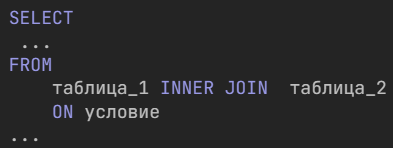 SELECT
...
FROM
таблица_1 INNER JOIN таблица_2
ON условие
...